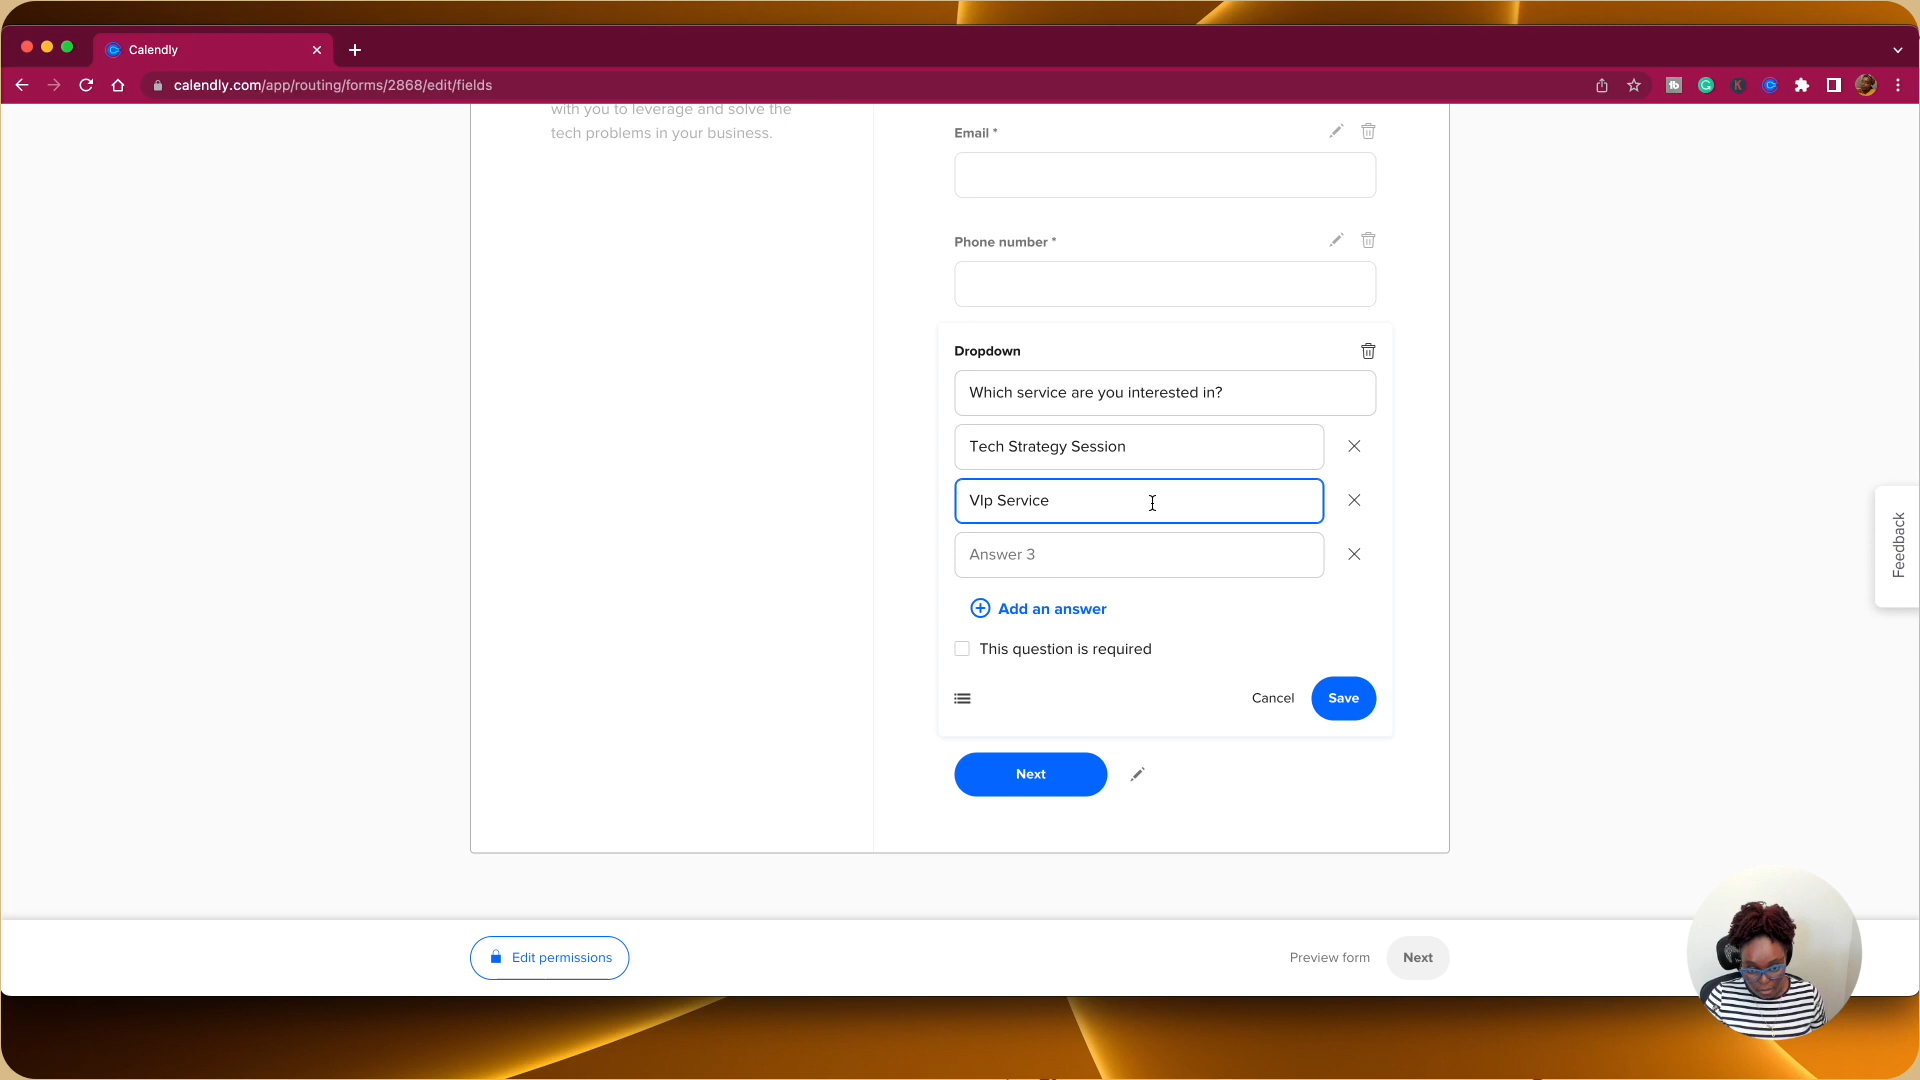 Calendly
calendly.com/app/routing/forms/2868/edit/fields
with you to leverage and solve the
tech problems in your business.
Email *
Phone number *
Dropdown
Which service are you interested in?
Tech Strategy Session
VIp Service
Answer 3
Add an answer
This question is required
Cancel
Save
Next
Feedback
Edit permissions
Preview form
Next